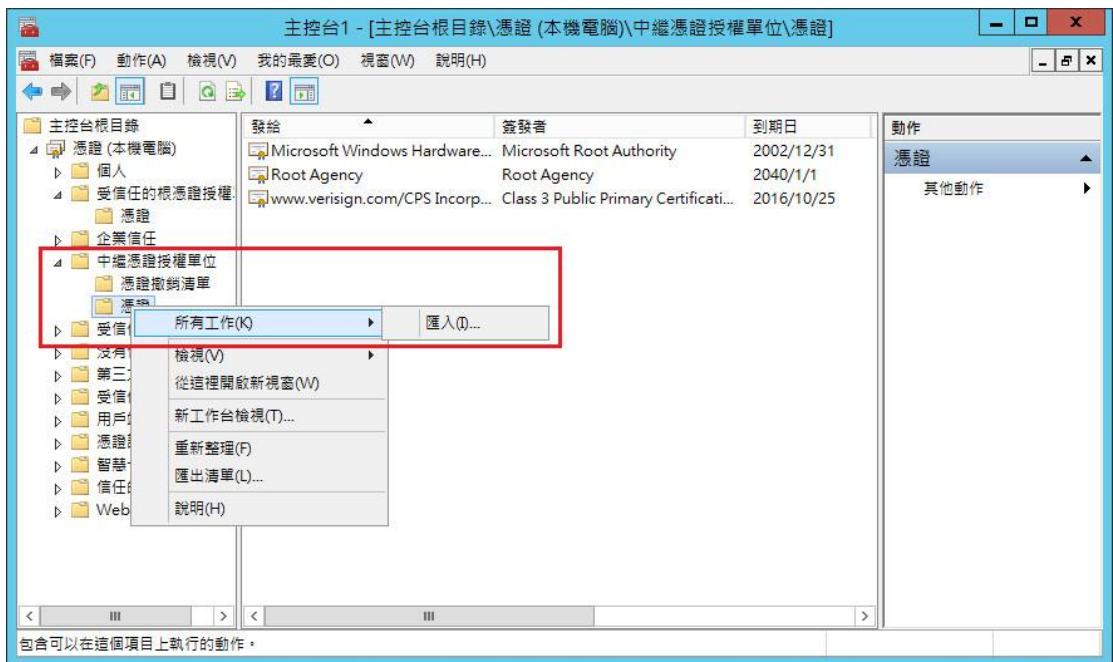 主控台1 - [主控台根目錄\憑證 (本機電腦)\中繼憑證授權單位\憑證]
檔案(F) 動作(A) 檢視(V) 我的最愛(O) 視窗(W) 說明(H)
主控台根目錄
憑證 (本機電腦)
個人
受信任的根憑證授權
憑證
企業信任
中繼憑證授權單位
憑證撤銷清單
憑證
受信
沒有
第三
受信
用戶
憑證
智慧
信任
Web
發給 簽發者 到期日
Microsoft Windows Hardware... Microsoft Root Authority 2002/12/31
Root Agency Root Agency 2040/1/1
www.verisign.com/CPS Incorp... Class 3 Public Primary Certificati... 2016/10/25
所有工作(K)
匯入(I)...
檢視(V)
從這裡開啟新視窗(W)
新工作台檢視(T)...
重新整理(F)
匯出清單(L)...
說明(H)
動作
憑證
其他動作
包含可以在這個項目上執行的動作。